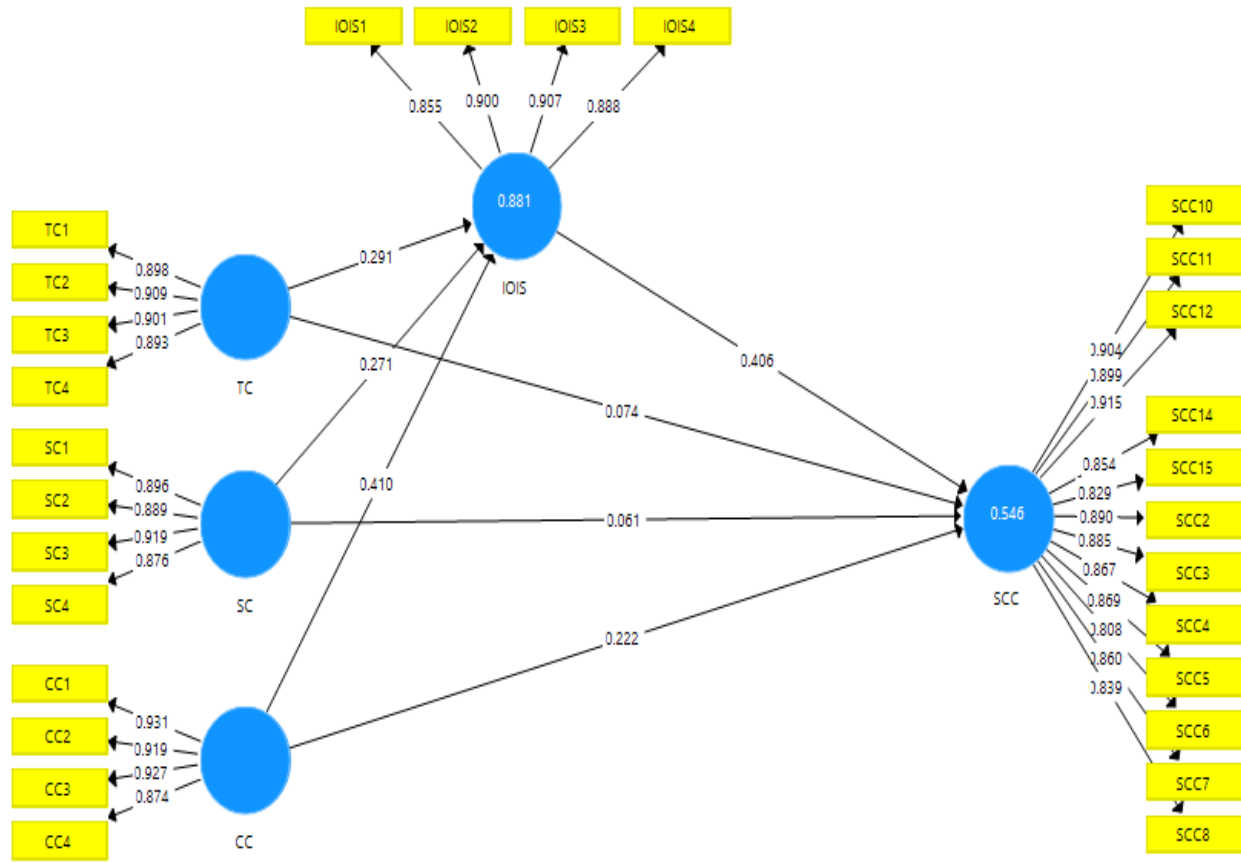 IOIS1 IOIS2 IOIS3 IOIS4
0.855 0.900 0.907 0.888
0.881
IOIS
TC1
TC2
TC3
TC4
0.898
0.909
0.901
0.893
TC
0.291
0.271
0.410
0.406
0.074
0.061
0.222
SC1
SC2
SC3
SC4
0.896
0.889
0.919
0.876
SC
CC1
CC2
CC3
CC4
0.931
0.919
0.927
0.874
CC
0.546
SCC
0.904
0.899
0.915
0.854
0.829
0.890
0.885
0.867
0.869
0.808
0.860
0.839
SCC10
SCC11
SCC12
SCC14
SCC15
SCC2
SCC3
SCC4
SCC5
SCC6
SCC7
SCC8